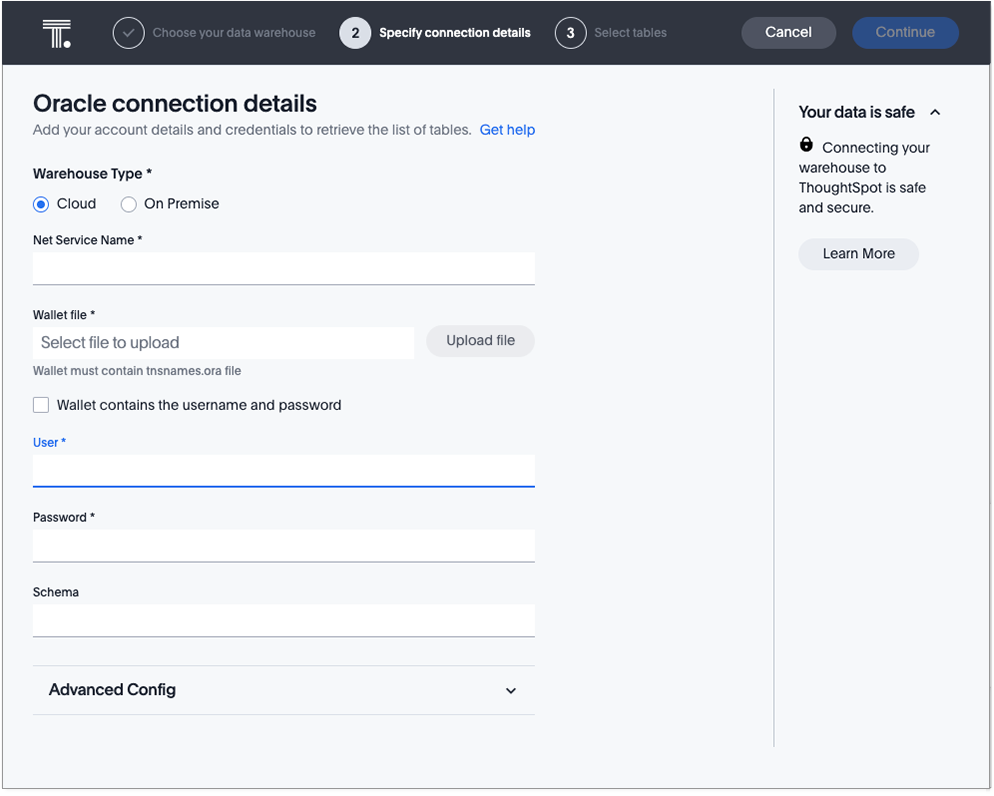 T.
Choose your data warehouse
2 Specify connection details
3 Select tables
Cancel
Continue
Oracle connection details
Add your account details and credentials to retrieve the list of tables. Get help
Warehouse Type *
Cloud
On Premise
Net Service Name *
Wallet file *
Select file to upload
Upload file
Wallet must contain tnsnames.ora file
Wallet contains the username and password
User *
Password *
Schema
Advanced Config
Your data is safe
Connecting your
warehouse to
ThoughtSpot is safe
and secure.
Learn More